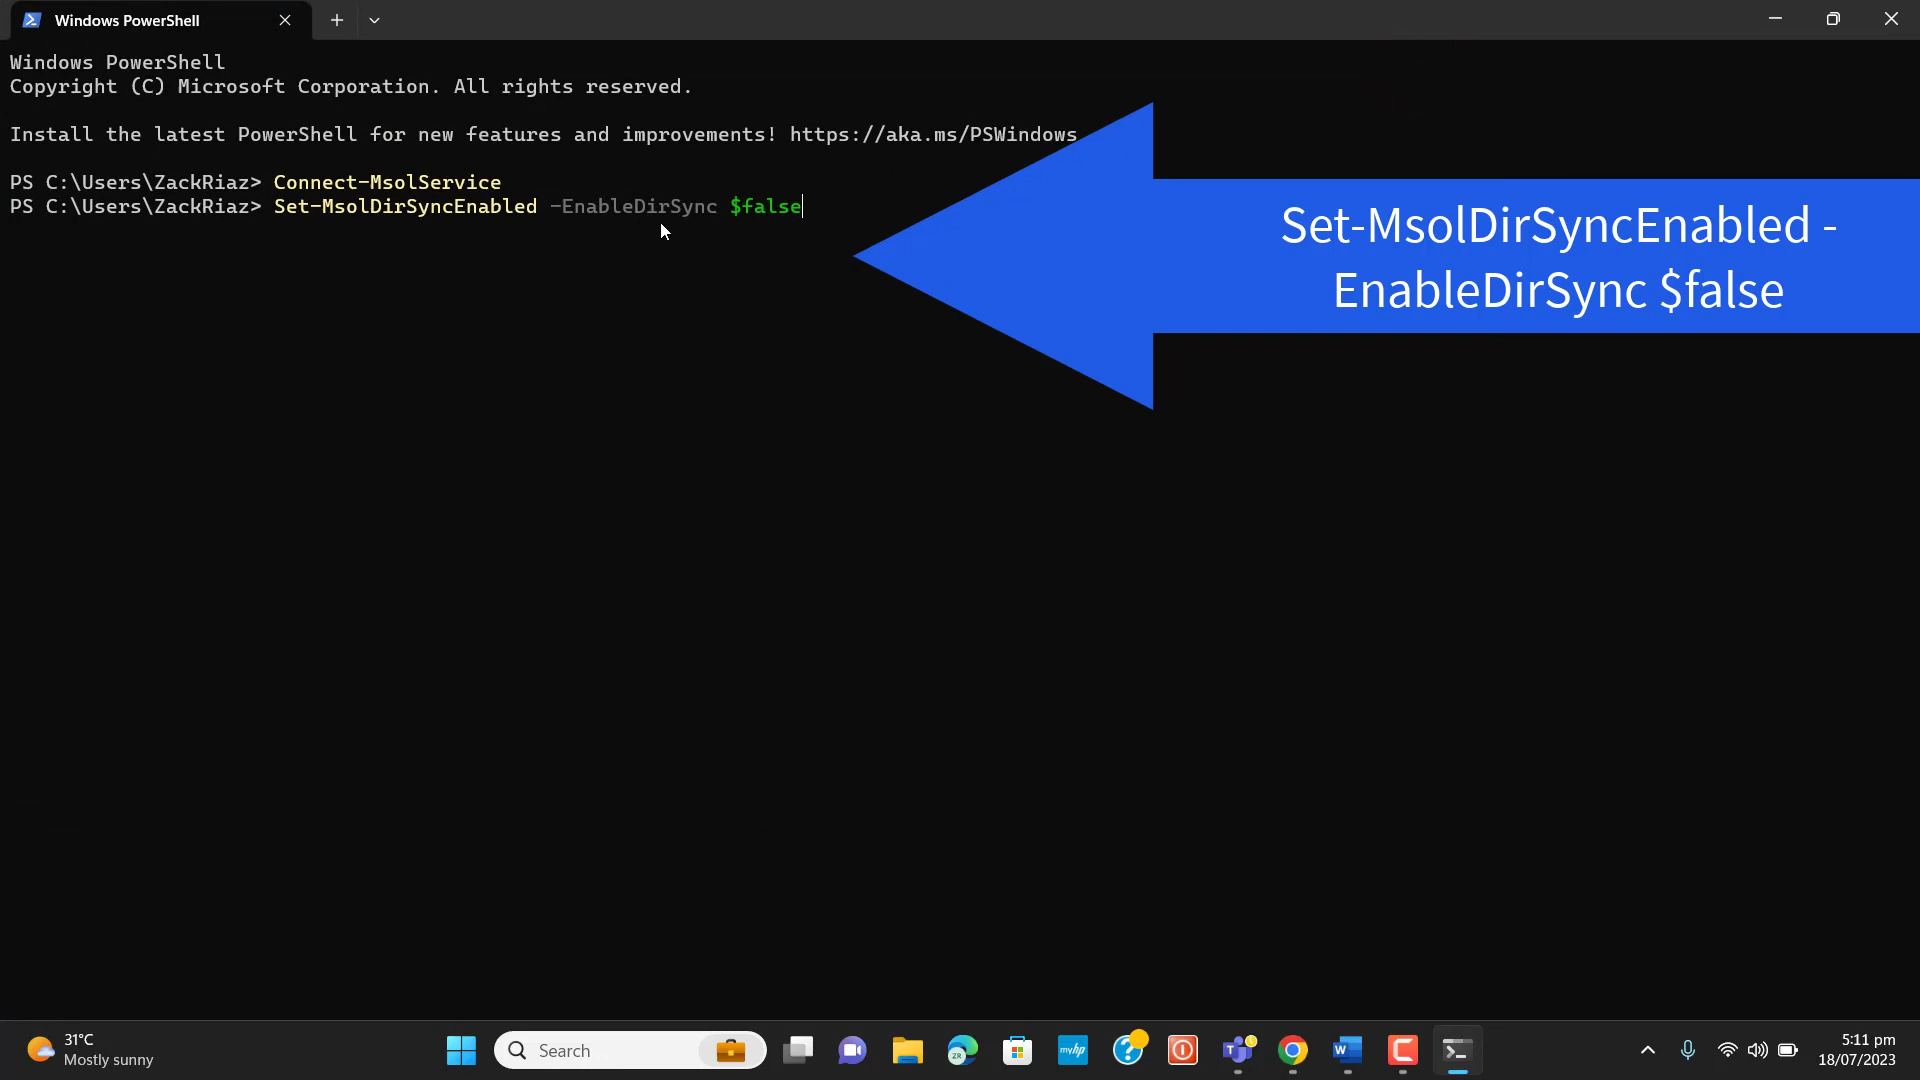 Windows PowerShell
Windows PowerShell
Copyright (C) Microsoft Corporation. All rights reserved.
Install the latest PowerShell for new features and improvements! https://aka.ms/PSWindows
PS C:\Users\ZackRiaz> Connect-MsolService
PS C:\Users\ZackRiaz> Set-MsolDirSyncEnabled -EnableDirSync $false
Set-MsolDirSyncEnabled -
EnableDirSync $false
31°C
Mostly sunny
Search
ZR
myhp
T
W
5:11 pm
18/07/2023